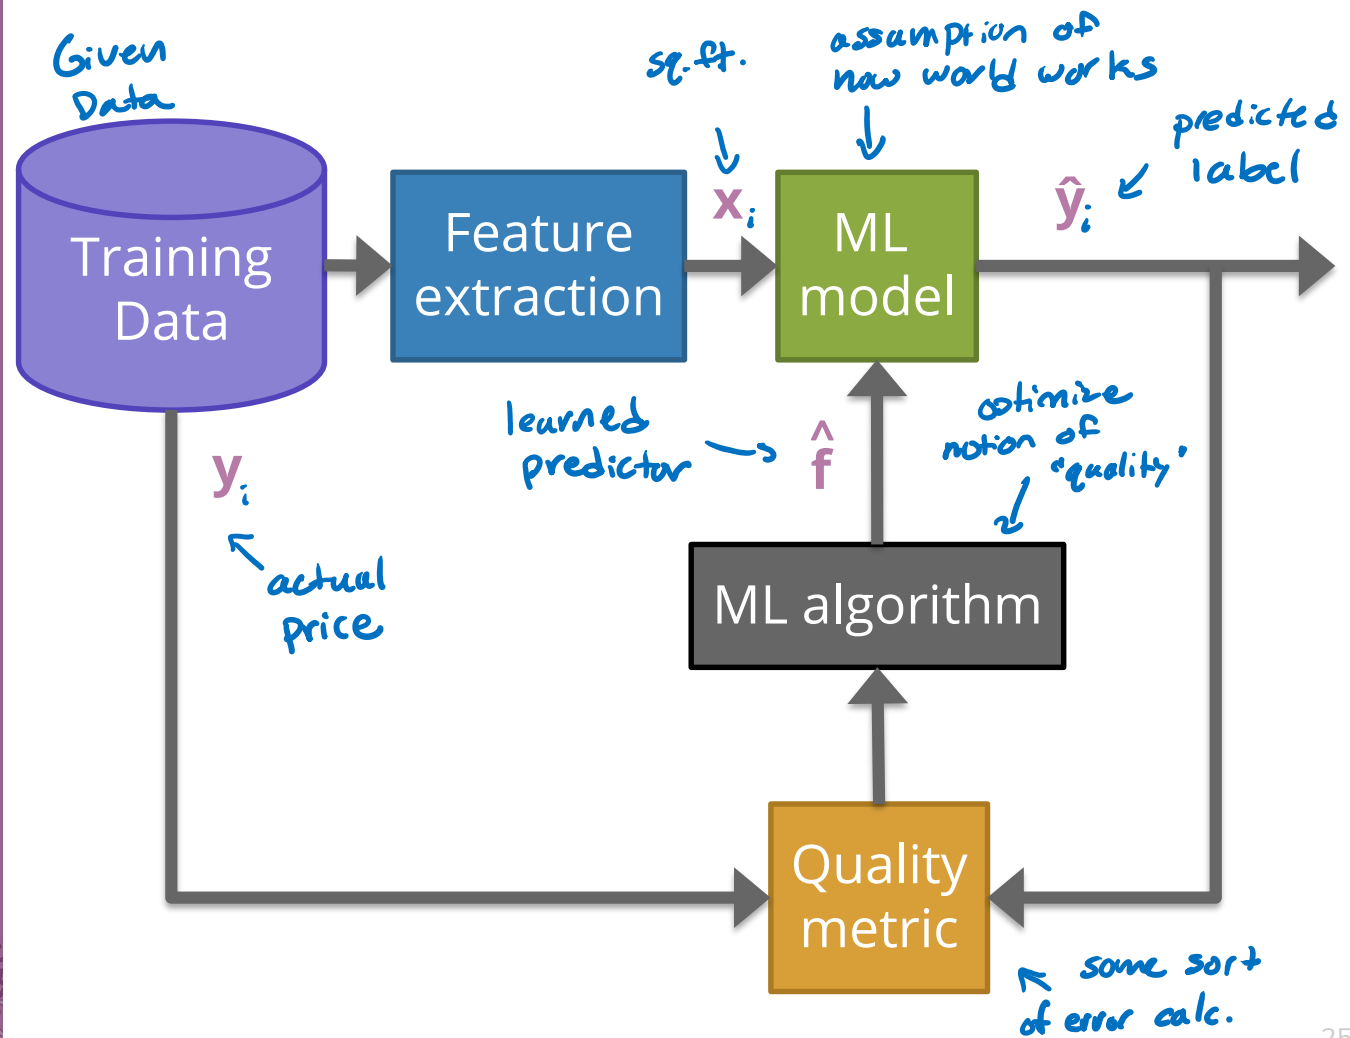 Given
Data
sq.ft.
assumption of
how world works
predicted
label
Training
Data
Feature
extraction
xᵢ
ML
model
ŷᵢ
yᵢ
actual
price
learned
predictor
f̂
optimize
notion of
"quality"
ML algorithm
Quality
metric
some sort
of error calc.
25